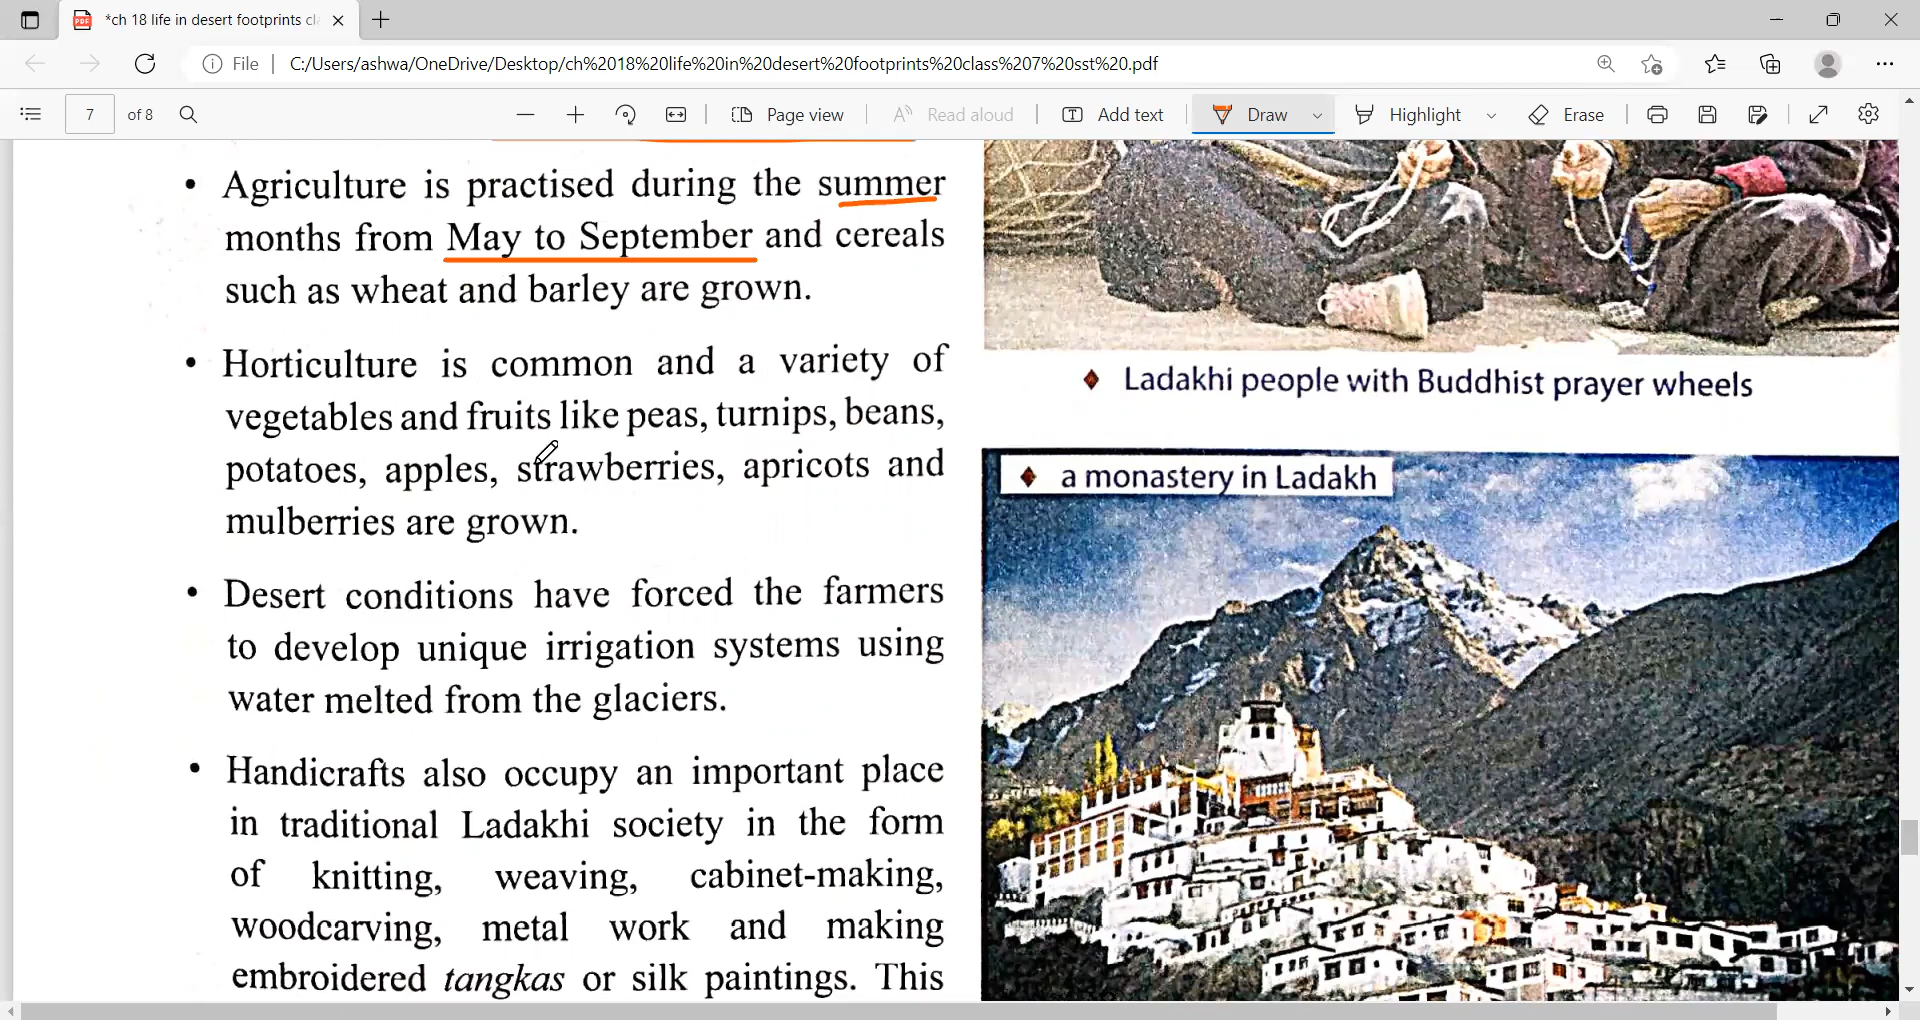 *ch 18 life in desert footprints cl
File
C:/Users/ashwa/OneDrive/Desktop/ch%2018%20life%20in%20desert%20footprints%20class%207%20sst%20.pdf
7 of 8
Page view
Read aloud
Add text
Draw
Highlight
Erase
• Agriculture is practised during the summer
months from May to September and cereals
such as wheat and barley are grown.
• Horticulture is common and a variety of
vegetables and fruits like peas, turnips, beans,
potatoes, apples, strawberries, apricots and
mulberries are grown.
• Desert conditions have forced the farmers
to develop unique irrigation systems using
water melted from the glaciers.
• Handicrafts also occupy an important place
in traditional Ladakhi society in the form
of knitting, weaving, cabinet-making,
woodcarving, metal work and making
embroidered tangkas or silk paintings. This
Ladakhi people with Buddhist prayer wheels
a monastery in Ladakh